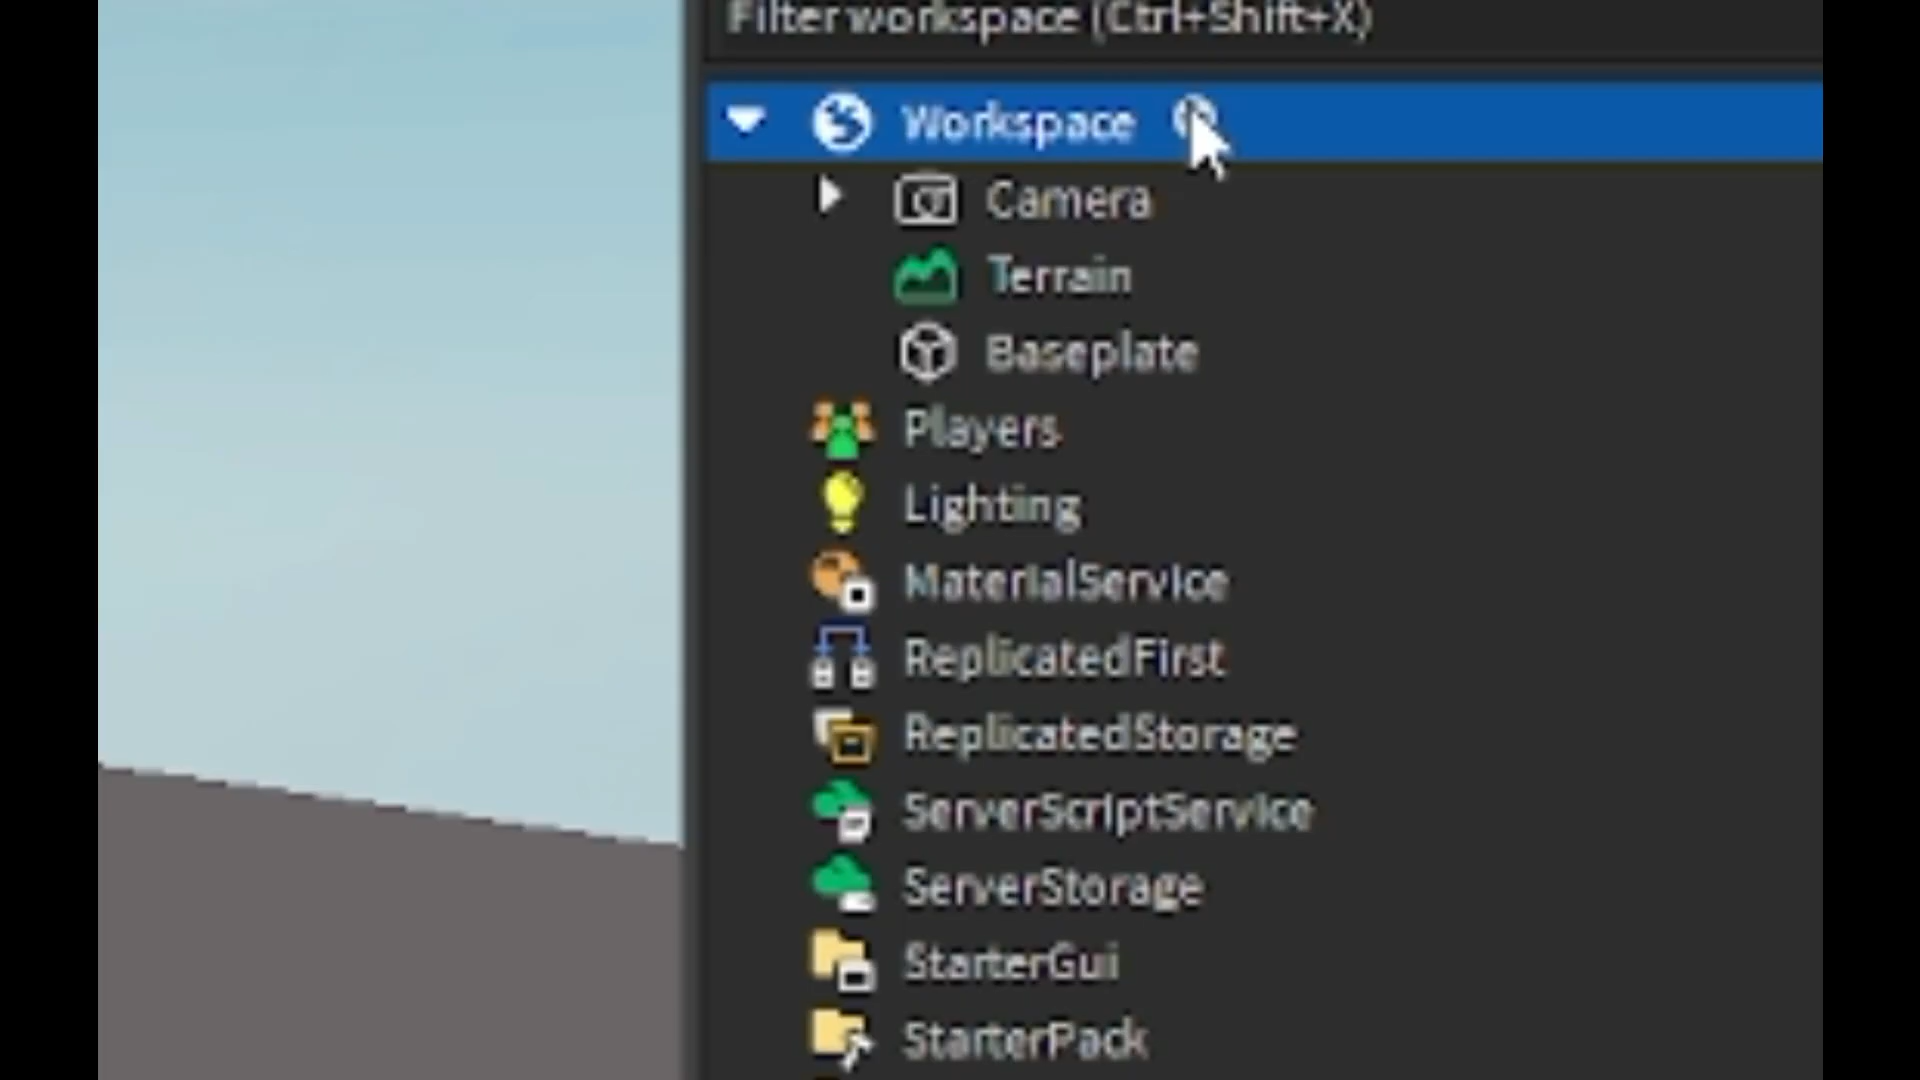 Filter workspace (Ctrl+Shift+X)
Workspace
Camera
Terrain
Baseplate
Players
Lighting
MaterialService
ReplicatedFirst
ReplicatedStorage
ServerScriptService
ServerStorage
StarterGui
StarterPack